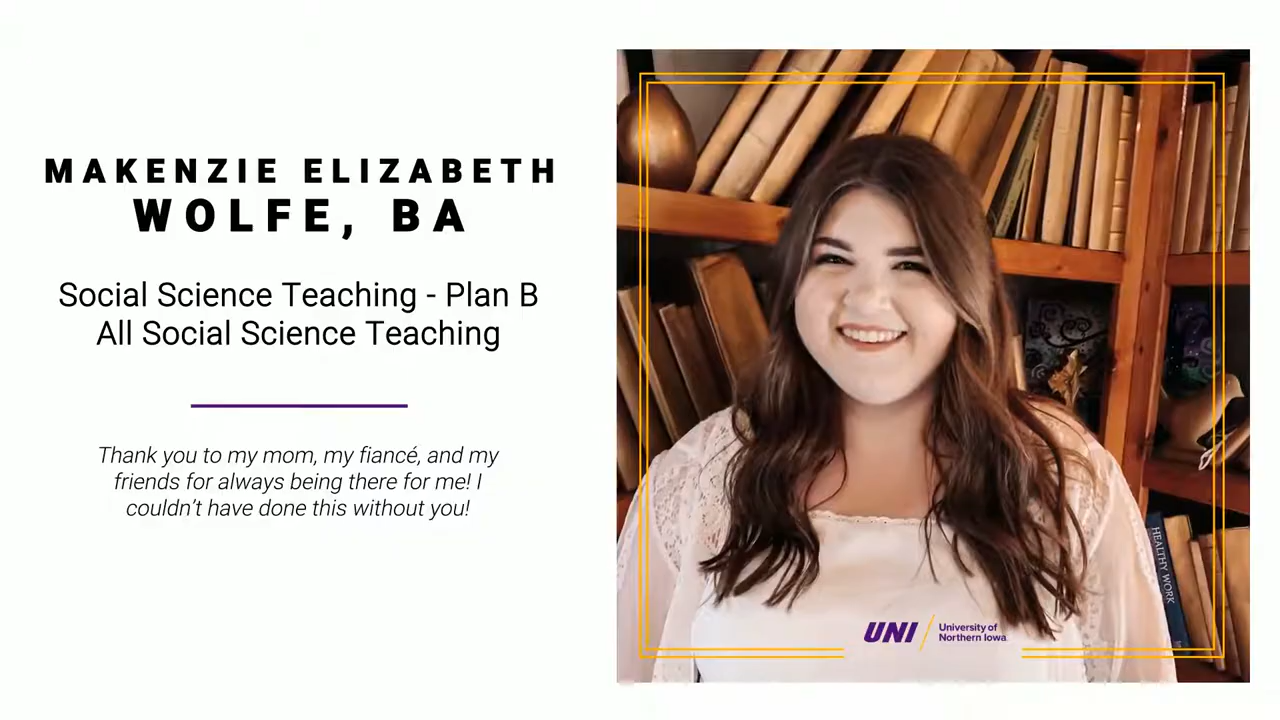 MAKENZIE ELIZABETH
WOLFE, BA
Social Science Teaching - Plan B
All Social Science Teaching
Thank you to my mom, my fiancé, and my
friends for always being there for me! I
couldn't have done this without you!
HEALTHY WORK
UNI
University of
Northern Iowa